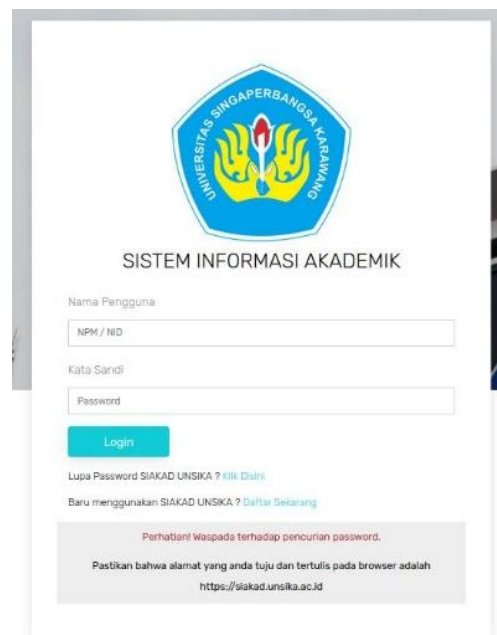 UNIVERSITAS SINGAPERBANGSA KARAWANG
SISTEM INFORMASI AKADEMIK
Nama Pengguna
NPM / NID
Kata Sandi
Password
Login
Lupa Password SIAKAD UNSIKA ? Klik Disini
Baru menggunakan SIAKAD UNSIKA ? Daftar Sekarang
Perhatian! Waspada terhadap pencurian password.
Pastikan bahwa alamat yang anda tuju dan tertulis pada browser adalah
https://siakad.unsika.ac.id